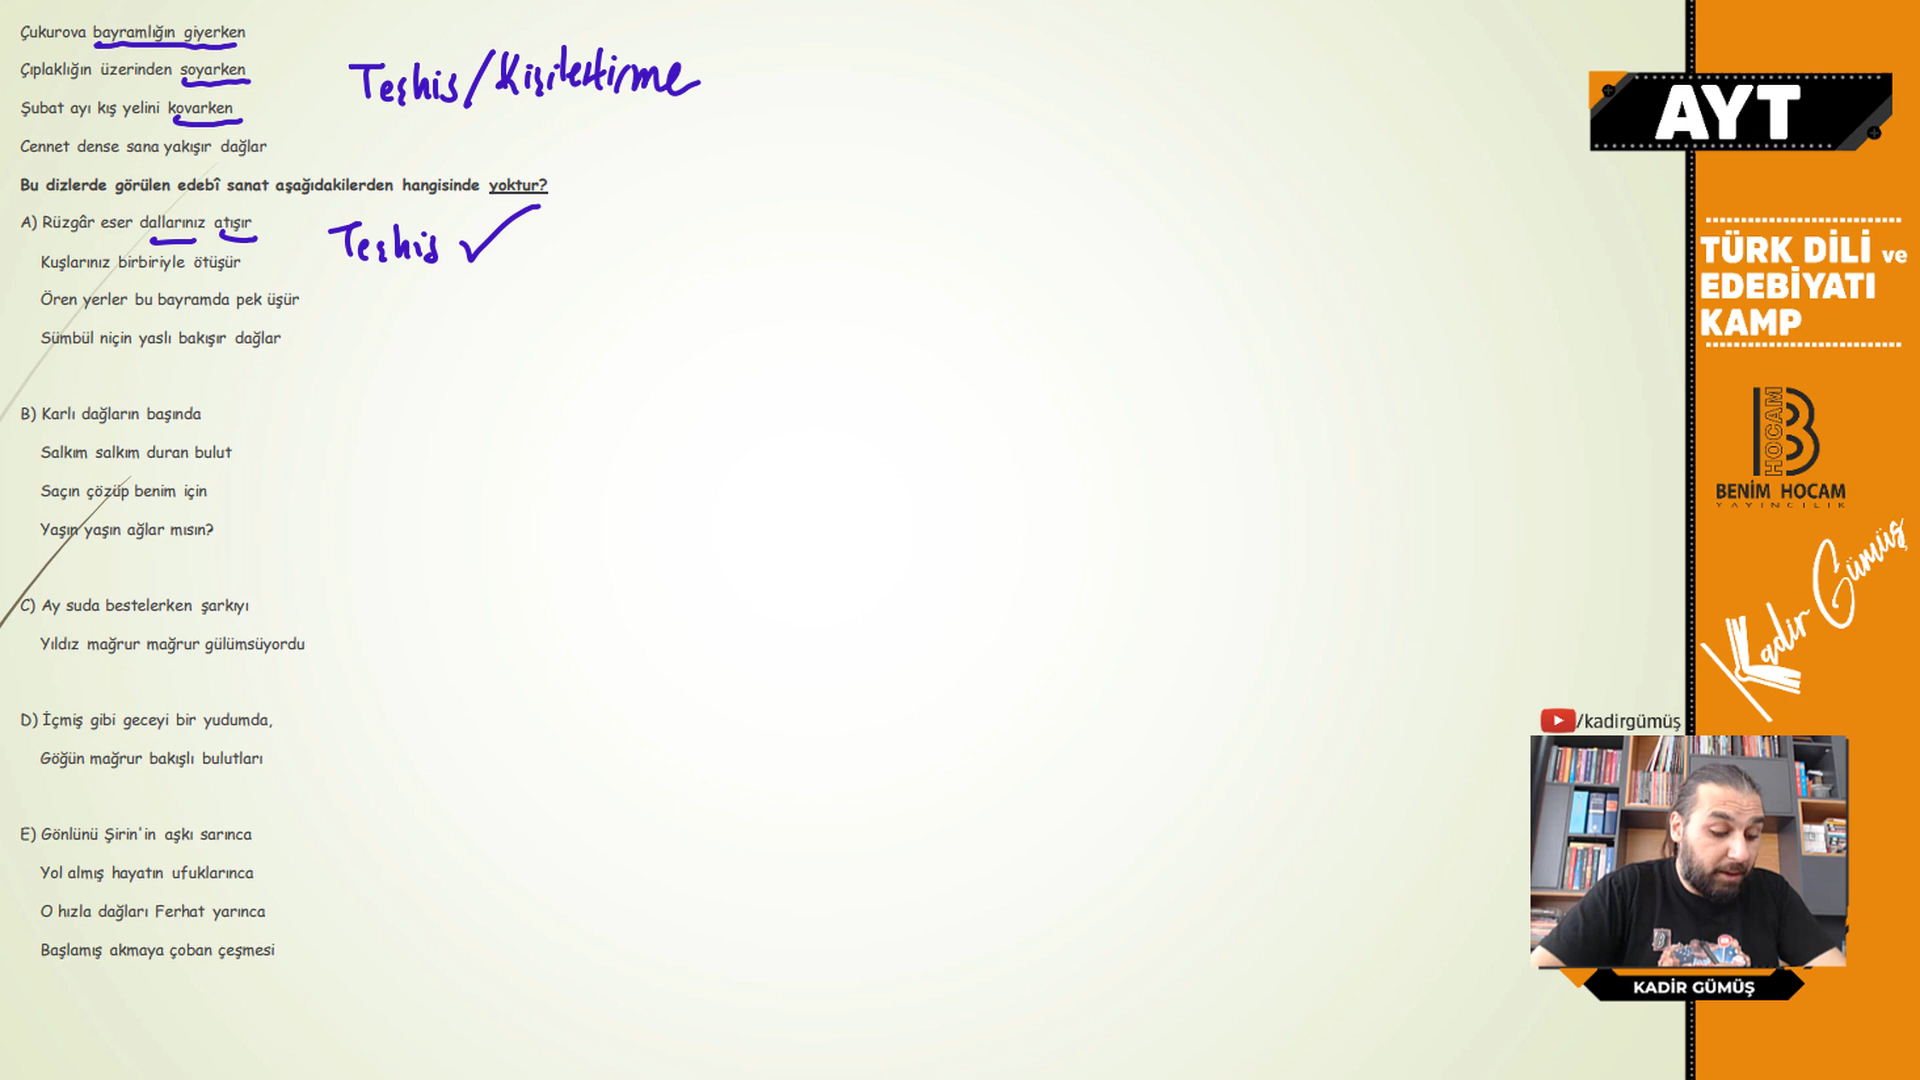 Çukurova bayramlığın giyerken
Çıplaklığın üzerinden soyarken
Şubat ayı kış yelini kovarken
Cennet dense sana yakışır dağlar
Teşhis/Kişileştirme
Bu dizlerde görülen edebî sanat aşağıdakilerden hangisinde yoktur?
A) Rüzgâr eser dallarınız atışır
Kuşlarınız birbiriyle ötüşür
Ören yerler bu bayramda pek üşür
Sümbül niçin yaslı bakışır dağlar
Teşhis
B) Karlı dağların başında
Salkım salkım duran bulut
Saçın çözüp benim için
Yaşın yaşın ağlar mısın?
C) Ay suda bestelerken şarkıyı
Yıldız mağrur mağrur gülümsüyordu
D) İçmiş gibi geceyi bir yudumda,
Göğün mağrur bakışlı bulutları
E) Gönlünü Şirin'in aşkı sarınca
Yol almış hayatın ufuklarınca
O hızla dağları Ferhat yarınca
Başlamış akmaya çoban çeşmesi
AYT
TÜRK DİLİ ve
EDEBİYATI
KAMP
B HOCAM
BENİM HOCAM
YAYINCILIK
Kadir Gümüş
/kadirgümüş
KADİR GÜMÜŞ